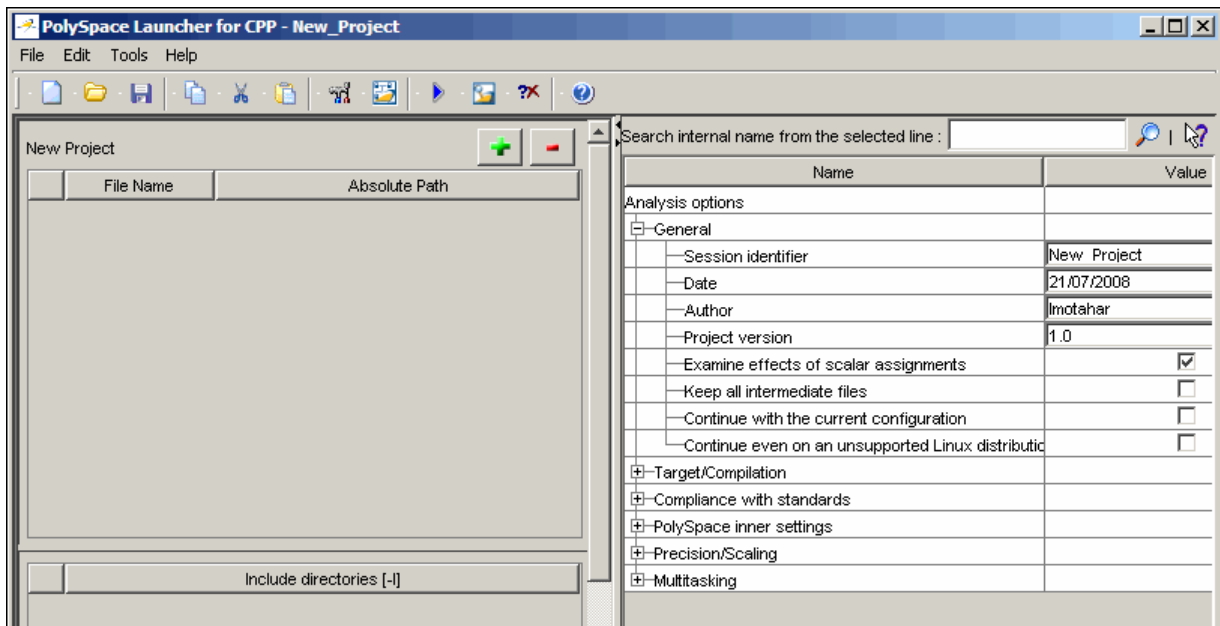 PolySpace Launcher for CPP - New_Project
File Edit Tools Help
New Project
File Name Absolute Path
Include directories [-I]
Search internal name from the selected line :
Name Value
Analysis options
General
Session identifier New Project
Date 21/07/2008
Author lmotahar
Project version 1.0
Examine effects of scalar assignments
Keep all intermediate files
Continue with the current configuration
Continue even on an unsupported Linux distributio
Target/Compilation
Compliance with standards
PolySpace inner settings
Precision/Scaling
Multitasking